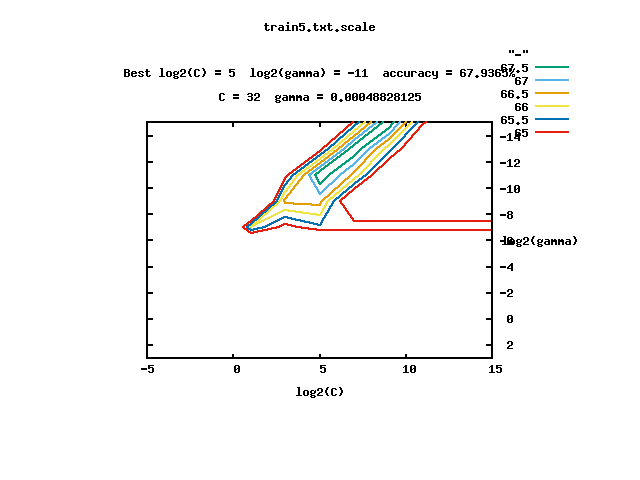 train5.txt.scale
"-"
Best log2(C) = 5 log2(gamma) = -11 accuracy = 67.9365%
67.5
67
C = 32 gamma = 0.00048828125
66.5
66
65.5
65
-14
-12
-10
-8
-6
log2(gamma)
-4
-2
0
2
-5 0 5 10 15
log2(C)